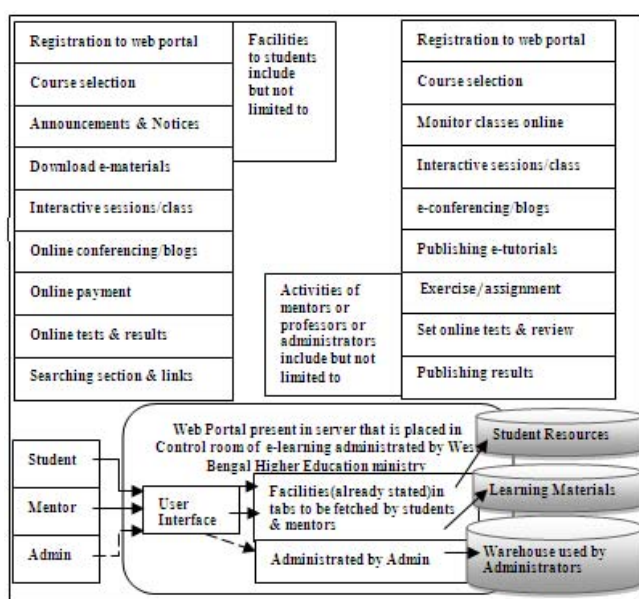 Registration to web portal
Course selection
Announcements & Notices
Download e-materials
Interactive sessions/class
Online conferencing/blogs
Online payment
Online tests & results
Searching section & links
Facilities
to students
include
but not
limited to
Activities of
mentors or
professors or
administrators
include but not
limited to
Registration to web portal
Course selection
Monitor classes online
Interactive sessions/class
e-conferencing/blogs
Publishing e-tutorials
Exercise/assignment
Set online tests & review
Publishing results
Web Portal present in server that is placed in
Control room of e-learning administrated by West
Bengal Higher Education ministry
Student
Mentor
Admin
User
Interface
Facilities(already stated)in
tabs to be fetched by students
& mentors
Administrated by Admin
Student Resources
Learning Materials
Warehouse used by
Administrators